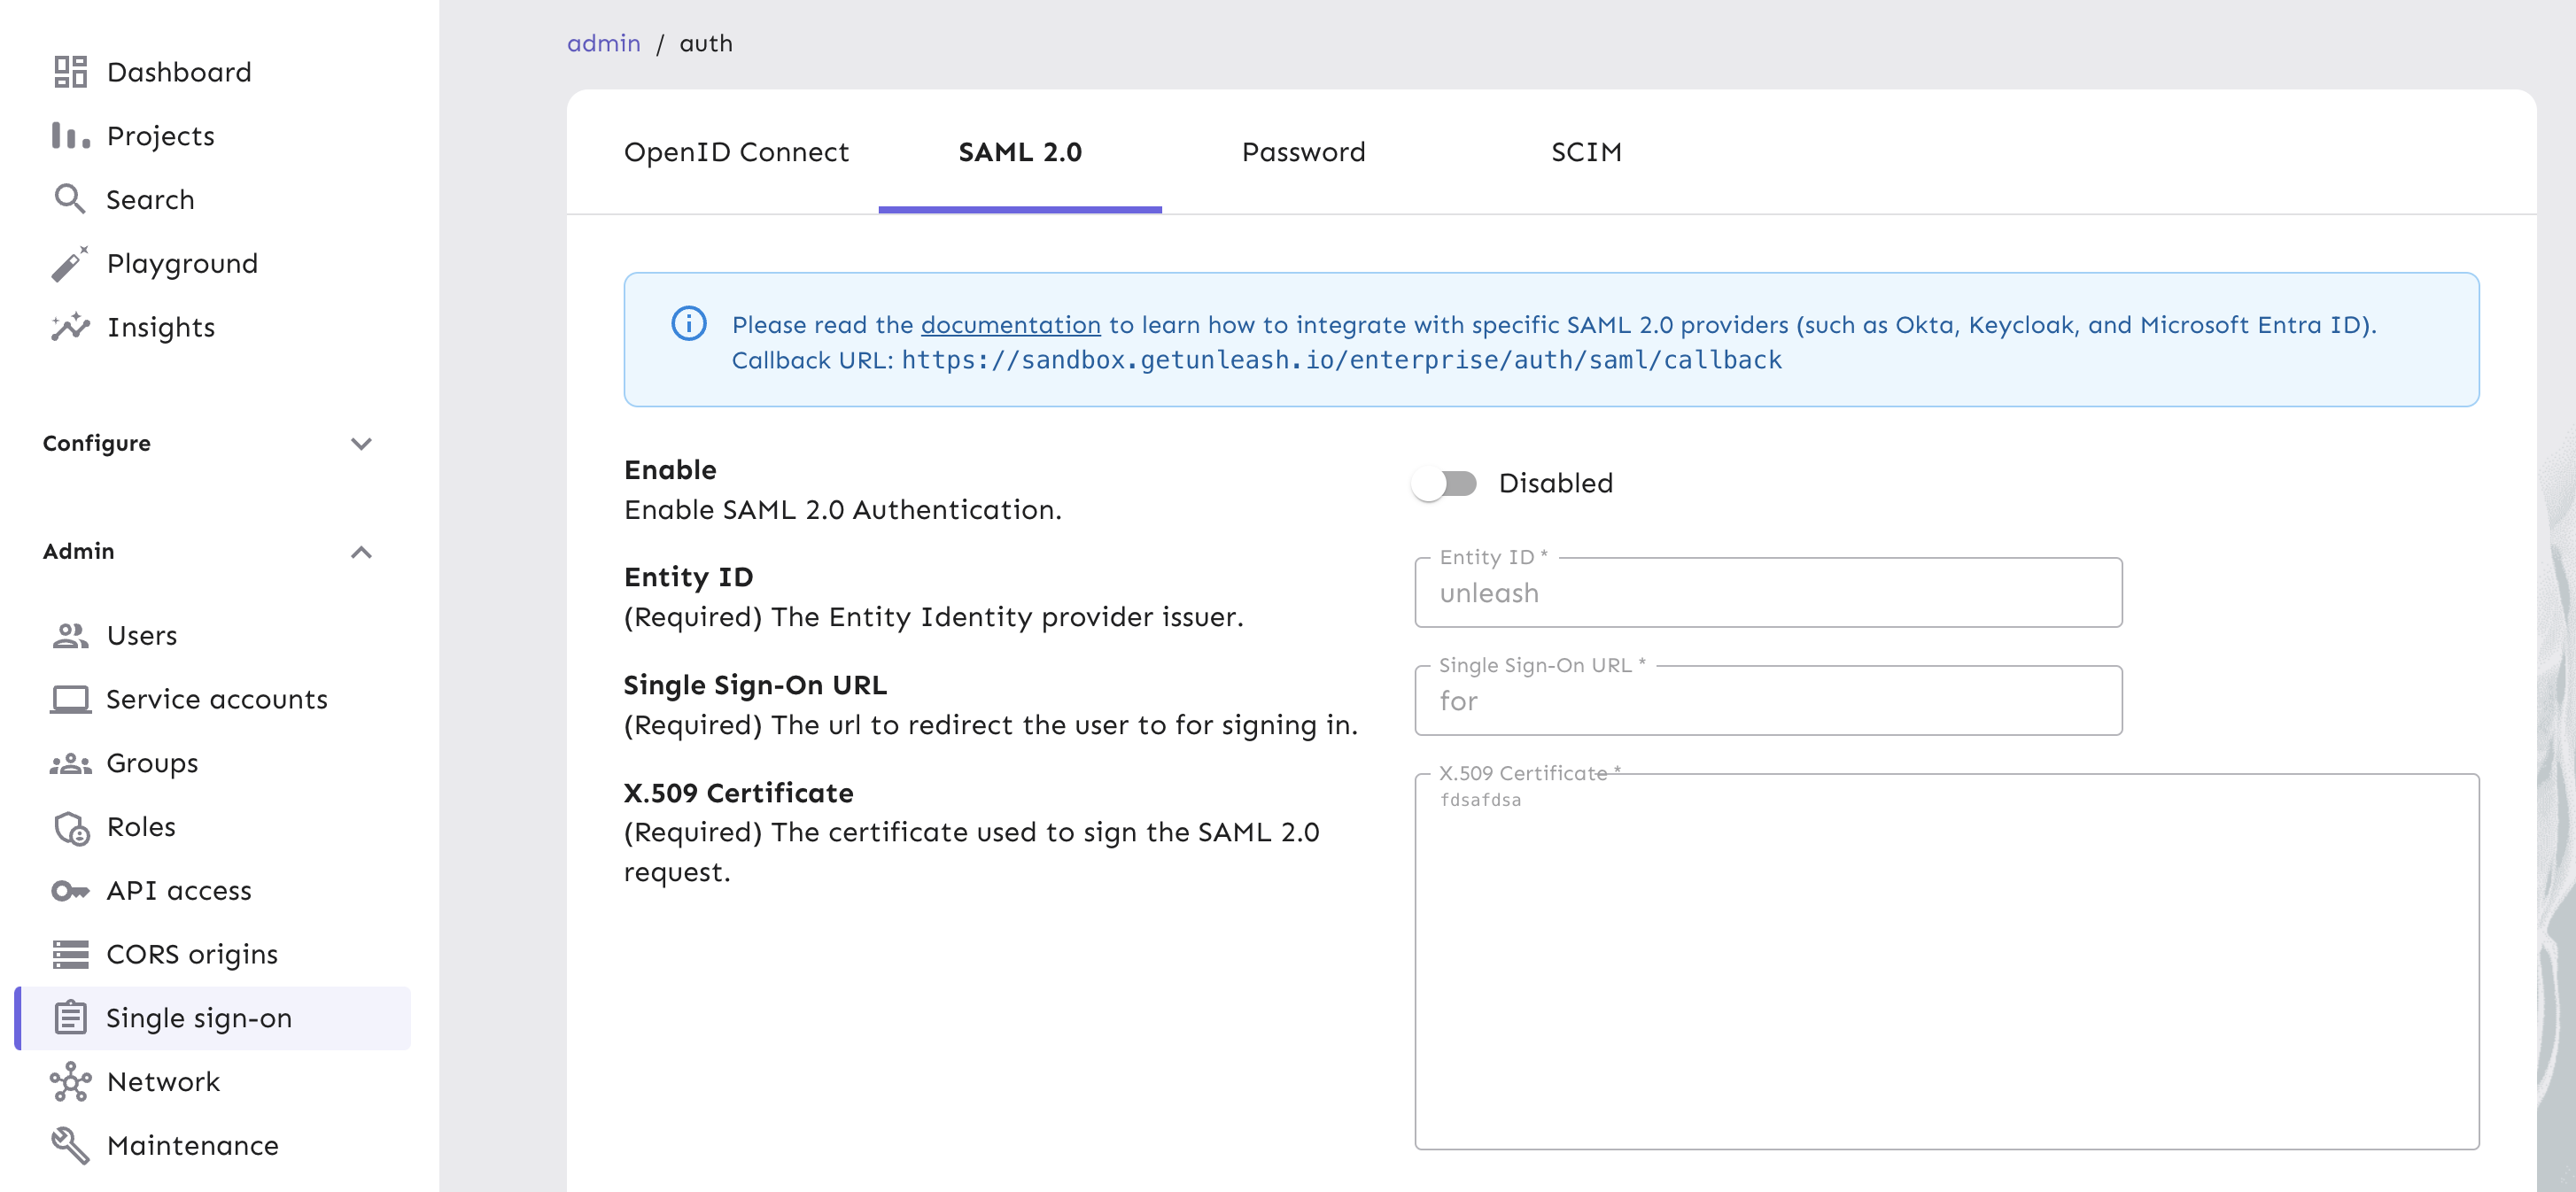 Dashboard
Projects
Search
Playground
Insights
Configure
Admin
Users
Service accounts
Groups
Roles
API access
CORS origins
Single sign-on
Network
Maintenance
admin / auth
OpenID Connect SAML 2.0 Password SCIM
Please read the documentation to learn how to integrate with specific SAML 2.0 providers (such as Okta, Keycloak, and Microsoft Entra ID).
Callback URL: https://sandbox.getunleash.io/enterprise/auth/saml/callback
Enable
Enable SAML 2.0 Authentication.
Disabled
Entity ID
(Required) The Entity Identity provider issuer.
Entity ID *
unleash
Single Sign-On URL
(Required) The url to redirect the user to for signing in.
Single Sign-On URL *
for
X.509 Certificate
(Required) The certificate used to sign the SAML 2.0
request.
X.509 Certificate *
fdsafdsa